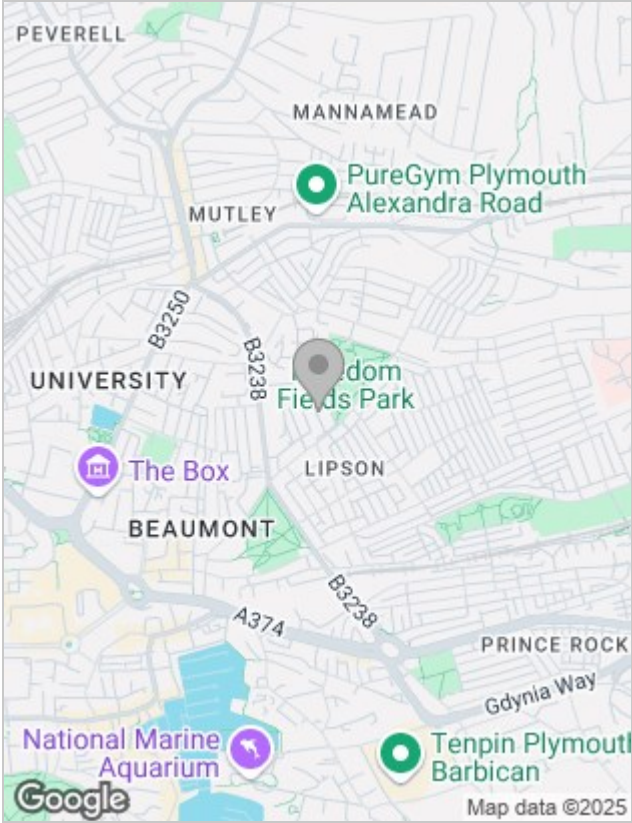 PEVERELL
MANNAMEAD
PureGym Plymouth
Alexandra Road
MUTLEY
B3250
B3238
UNIVERSITY
Fields Park
The Box
LIPSON
BEAUMONT
B3238
A374
PRINCE ROCK
Gdynia Way
National Marine
Aquarium
Tenpin Plymouth
Barbican
Google
Map data ©2025